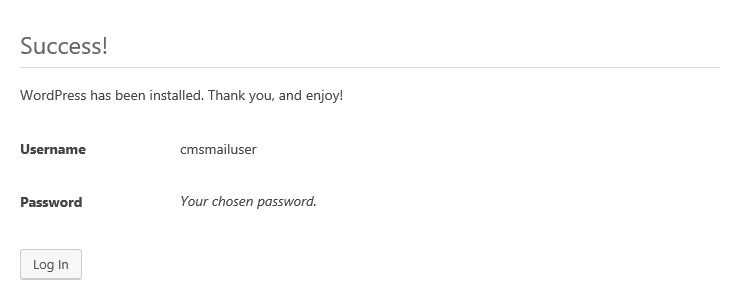 Success!
WordPress has been installed. Thank you, and enjoy!
Username cmsmailuser
Password Your chosen password.
Log In